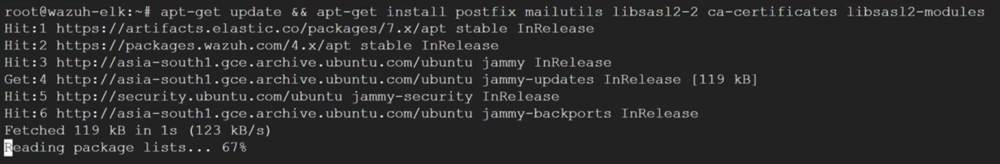 root@wazuh-elk:~# apt-get update && apt-get install postfix mailutils libsasl2-2 ca-certificates libsasl2-modules
Hit:1 https://artifacts.elastic.co/packages/7.x/apt stable InRelease
Hit:2 https://packages.wazuh.com/4.x/apt stable InRelease
Hit:3 http://asia-south1.gce.archive.ubuntu.com/ubuntu jammy InRelease
Get:4 http://asia-south1.gce.archive.ubuntu.com/ubuntu jammy-updates InRelease [119 kB]
Hit:5 http://security.ubuntu.com/ubuntu jammy-security InRelease
Hit:6 http://asia-south1.gce.archive.ubuntu.com/ubuntu jammy-backports InRelease
Fetched 119 kB in 1s (123 kB/s)
Reading package lists... 67%